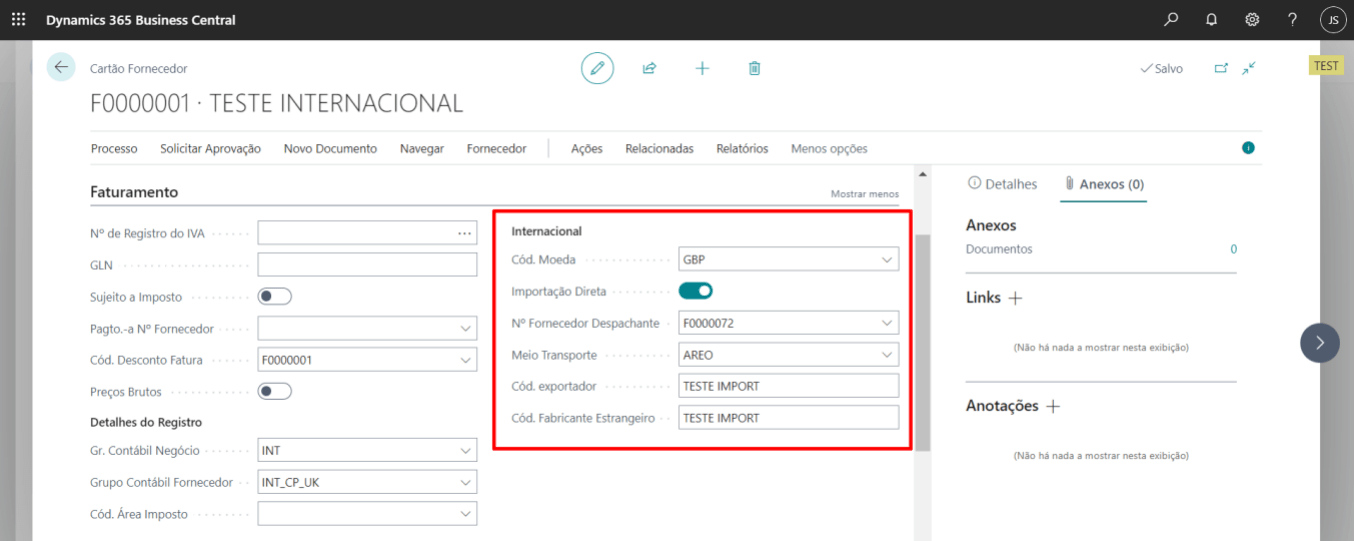 Dynamics 365 Business Central
JS
Cartão Fornecedor
Salvo
TEST
F0000001 · TESTE INTERNACIONAL
Processo
Solicitar Aprovação
Novo Documento
Navegar
Fornecedor
Ações
Relacionadas
Relatórios
Menos opções
Faturamento
Mostrar menos
Nº de Registro do IVA
GLN
Sujeito a Imposto
Pagto.-a Nº Fornecedor
Cód. Desconto Fatura F0000001
Preços Brutos
Detalhes do Registro
Gr. Contábil Negócio INT
Grupo Contábil Fornecedor INT_CP_UK
Cód. Área Imposto
Internacional
Cód. Moeda GBP
Importação Direta
Nº Fornecedor Despachante F0000072
Meio Transporte AREO
Cód. exportador TESTE IMPORT
Cód. Fabricante Estrangeiro TESTE IMPORT
Detalhes
Anexos (0)
Anexos
Documentos 0
Links
(Não há nada a mostrar nesta exibição)
Anotações
(Não há nada a mostrar nesta exibição)